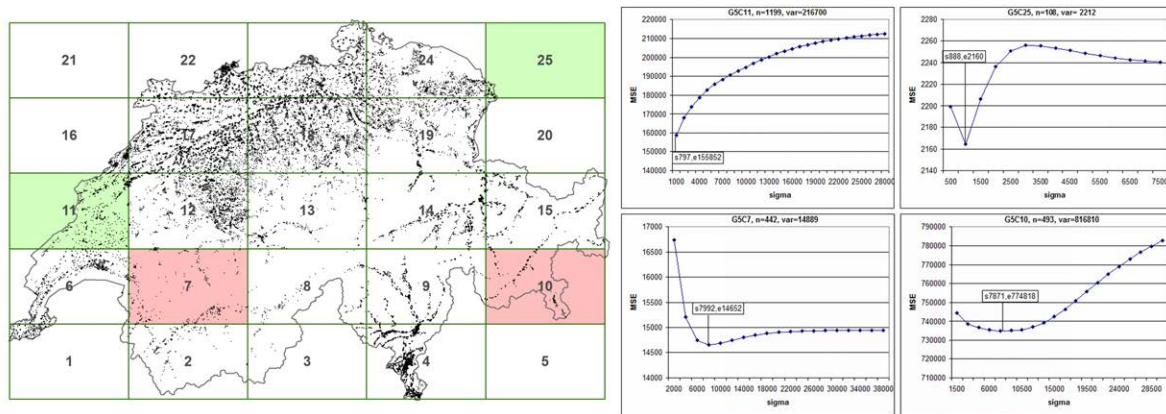 21 22 23 24 25
16 17 18 19 20
11 12 13 14 15
6 7 8 9 10
1 2 3 4 5
G5C11, n=1199, var=216700
220000
210000
200000
190000
180000
170000
160000
150000
140000
MSE
s797,e155852
1000 4000 7000 10000 13000 16000 19000 22000 25000 28000
sigma
G5C25, n=108, var= 2212
2280
2260
2240
2220
2200
2180
2160
2140
MSE
s888,e2160
500 1500 2500 3500 4500 5500 6500 7500
sigma
G5C7, n=442, var=14889
17000
16500
16000
15500
15000
14500
14000
MSE
s7992,e14652
2000 6000 10000 14000 18000 22000 26000 30000 34000 38000
sigma
G5C10, n=493, var=816810
790000
780000
770000
760000
750000
740000
730000
720000
710000
MSE
s7871,e774818
1500 6000 10500 15000 19500 24000 28500
sigma